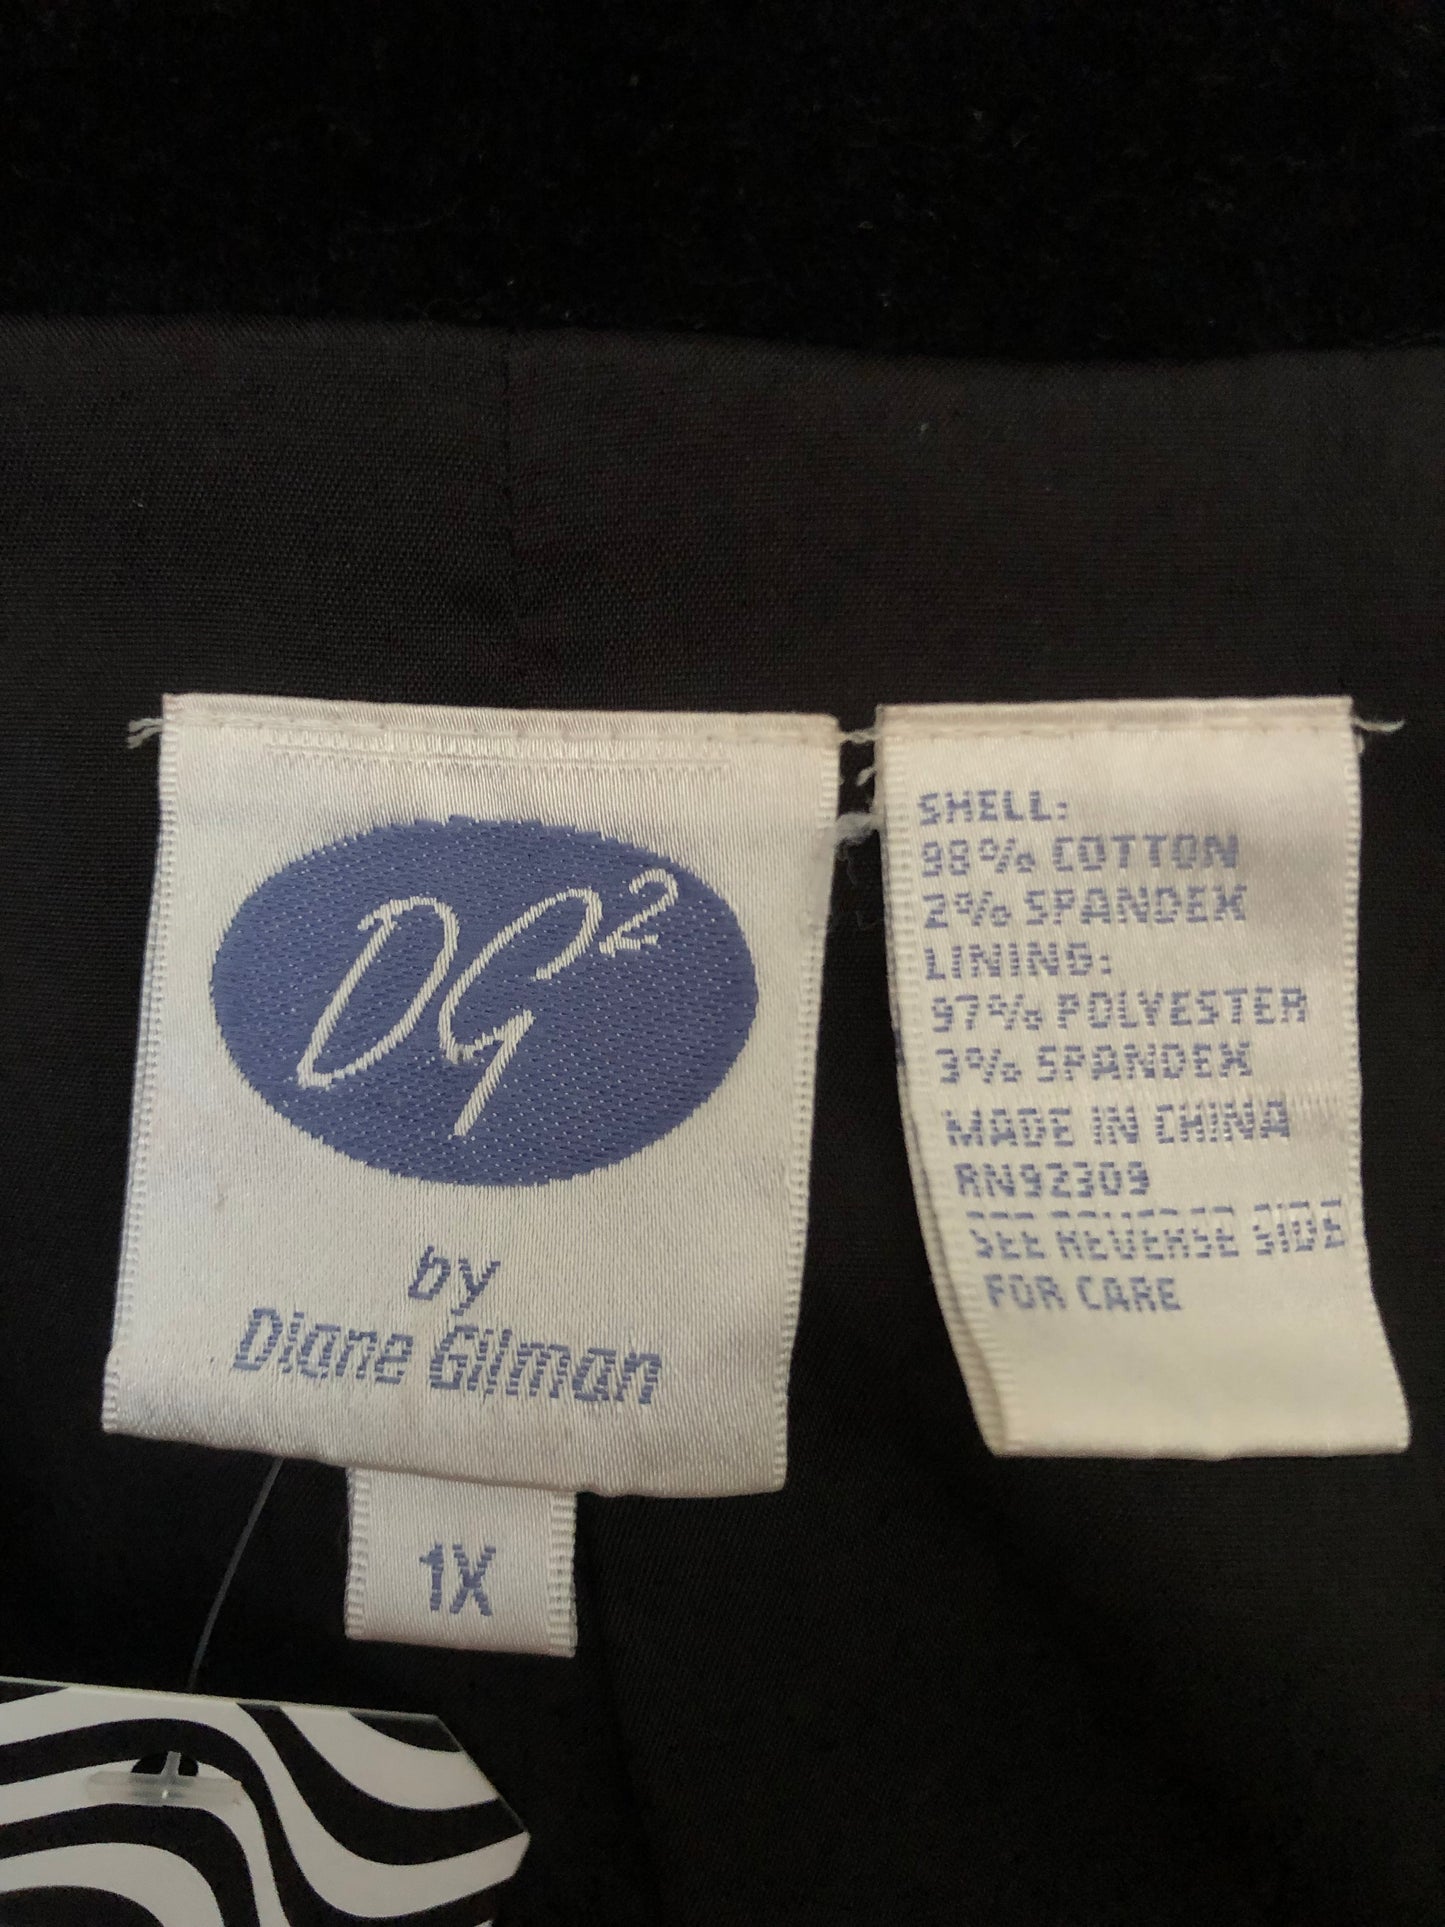 DG²
by
Diane Gilman
1X
SHELL:
98% COTTON
2% SPANDEX
LINING:
97% POLYESTER
3% SPANDEX
MADE IN CHINA
RN92309
SEE REVERSE SIDE
FOR CARE